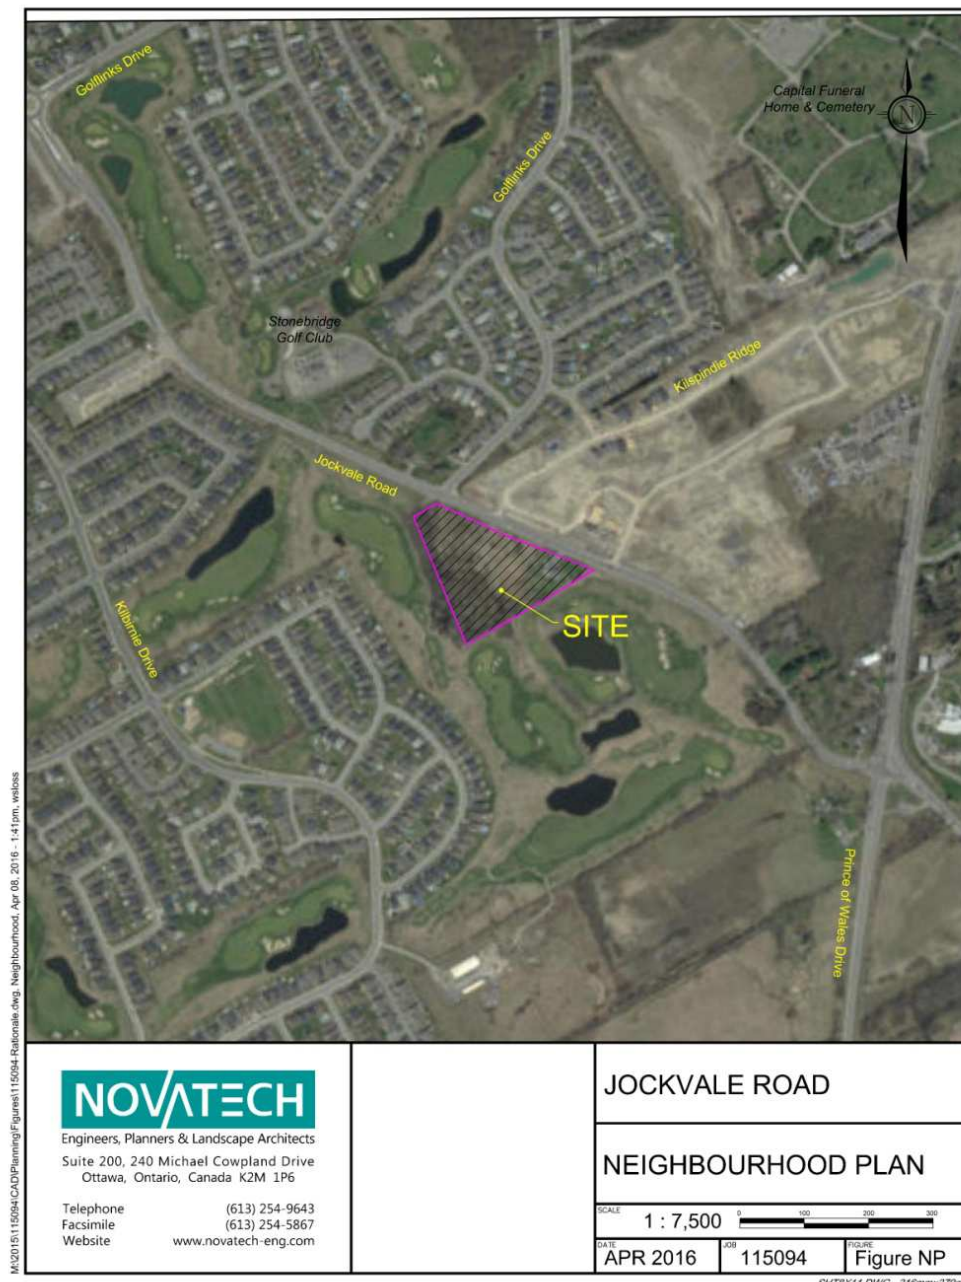 Golflinks Drive
Capital Funeral
Home & Cemetery
N
Golflinks Drive
Stonebridge
Golf Club
Kilspindie Ridge
Jockvale Road
SITE
Kilbirnie Drive
Prince of Wales Drive
M:\2015\115094\CAD\Planning\Figures\115094-Rationale.dwg, Neighbourhood, Apr 08, 2016 - 1:41pm, wsloss
NOVATECH
Engineers, Planners & Landscape Architects
Suite 200, 240 Michael Cowpland Drive
Ottawa, Ontario, Canada K2M 1P6
Telephone (613) 254-9643
Facsimile (613) 254-5867
Website www.novatech-eng.com
JOCKVALE ROAD
NEIGHBOURHOOD PLAN
SCALE
1 : 7,500
0 100 200 300
DATE JOB FIGURE
APR 2016 115094 Figure NP